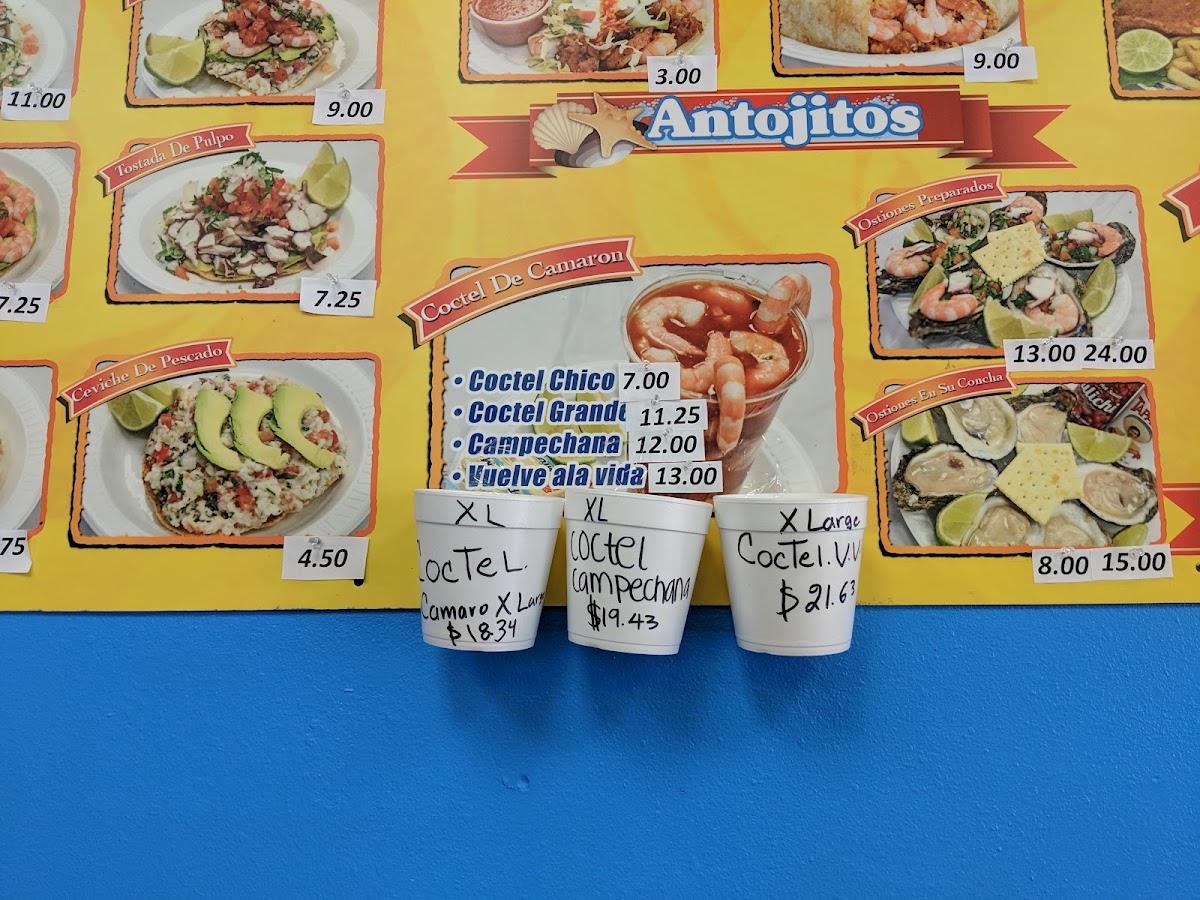 11.00
9.00
3.00
9.00
Antojitos
Tostada De Pulpo
7.25
7.25
Ceviche De Pescado
4.50
75
Coctel De Camaron
• Coctel Chico 7.00
• Coctel Grande 11.25
• Campechana 12.00
• Vuelve ala vida 13.00
Ostiones Preparados
13.00 24.00
Ostiones En Su Concha
8.00 15.00
XL
CocTeL.
Camaro X Large
$18.34
XL
COCTEL
campechana
$19.43
X Large
CocTeL.V.V
$21.63